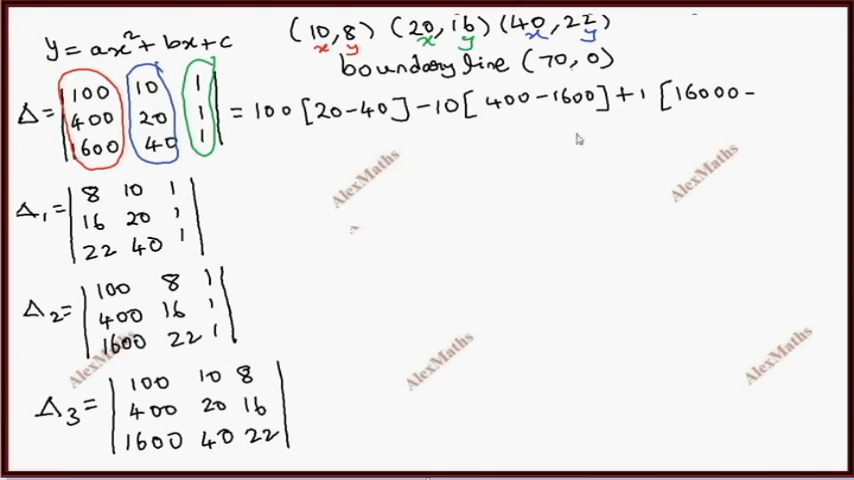 y = ax² + bx + c
(10, 8) (20, 16) (40, 22)
x y x y x y
boundary line (70, 0)
Δ = | 100 10 1 | = 100 [20 - 40] - 10 [400 - 1600] + 1 [16000 -
| 400 20 1 |
| 1600 40 1 |
Δ₁ = | 8 10 1 |
| 16 20 1 |
| 22 40 1 |
Δ₂ = | 100 8 1 |
| 400 16 1 |
| 1600 22 1 |
Δ₃ = | 100 10 8 |
| 400 20 16 |
| 1600 40 22 |
AlexMaths
AlexMaths
AlexMaths
AlexMaths
AlexMaths